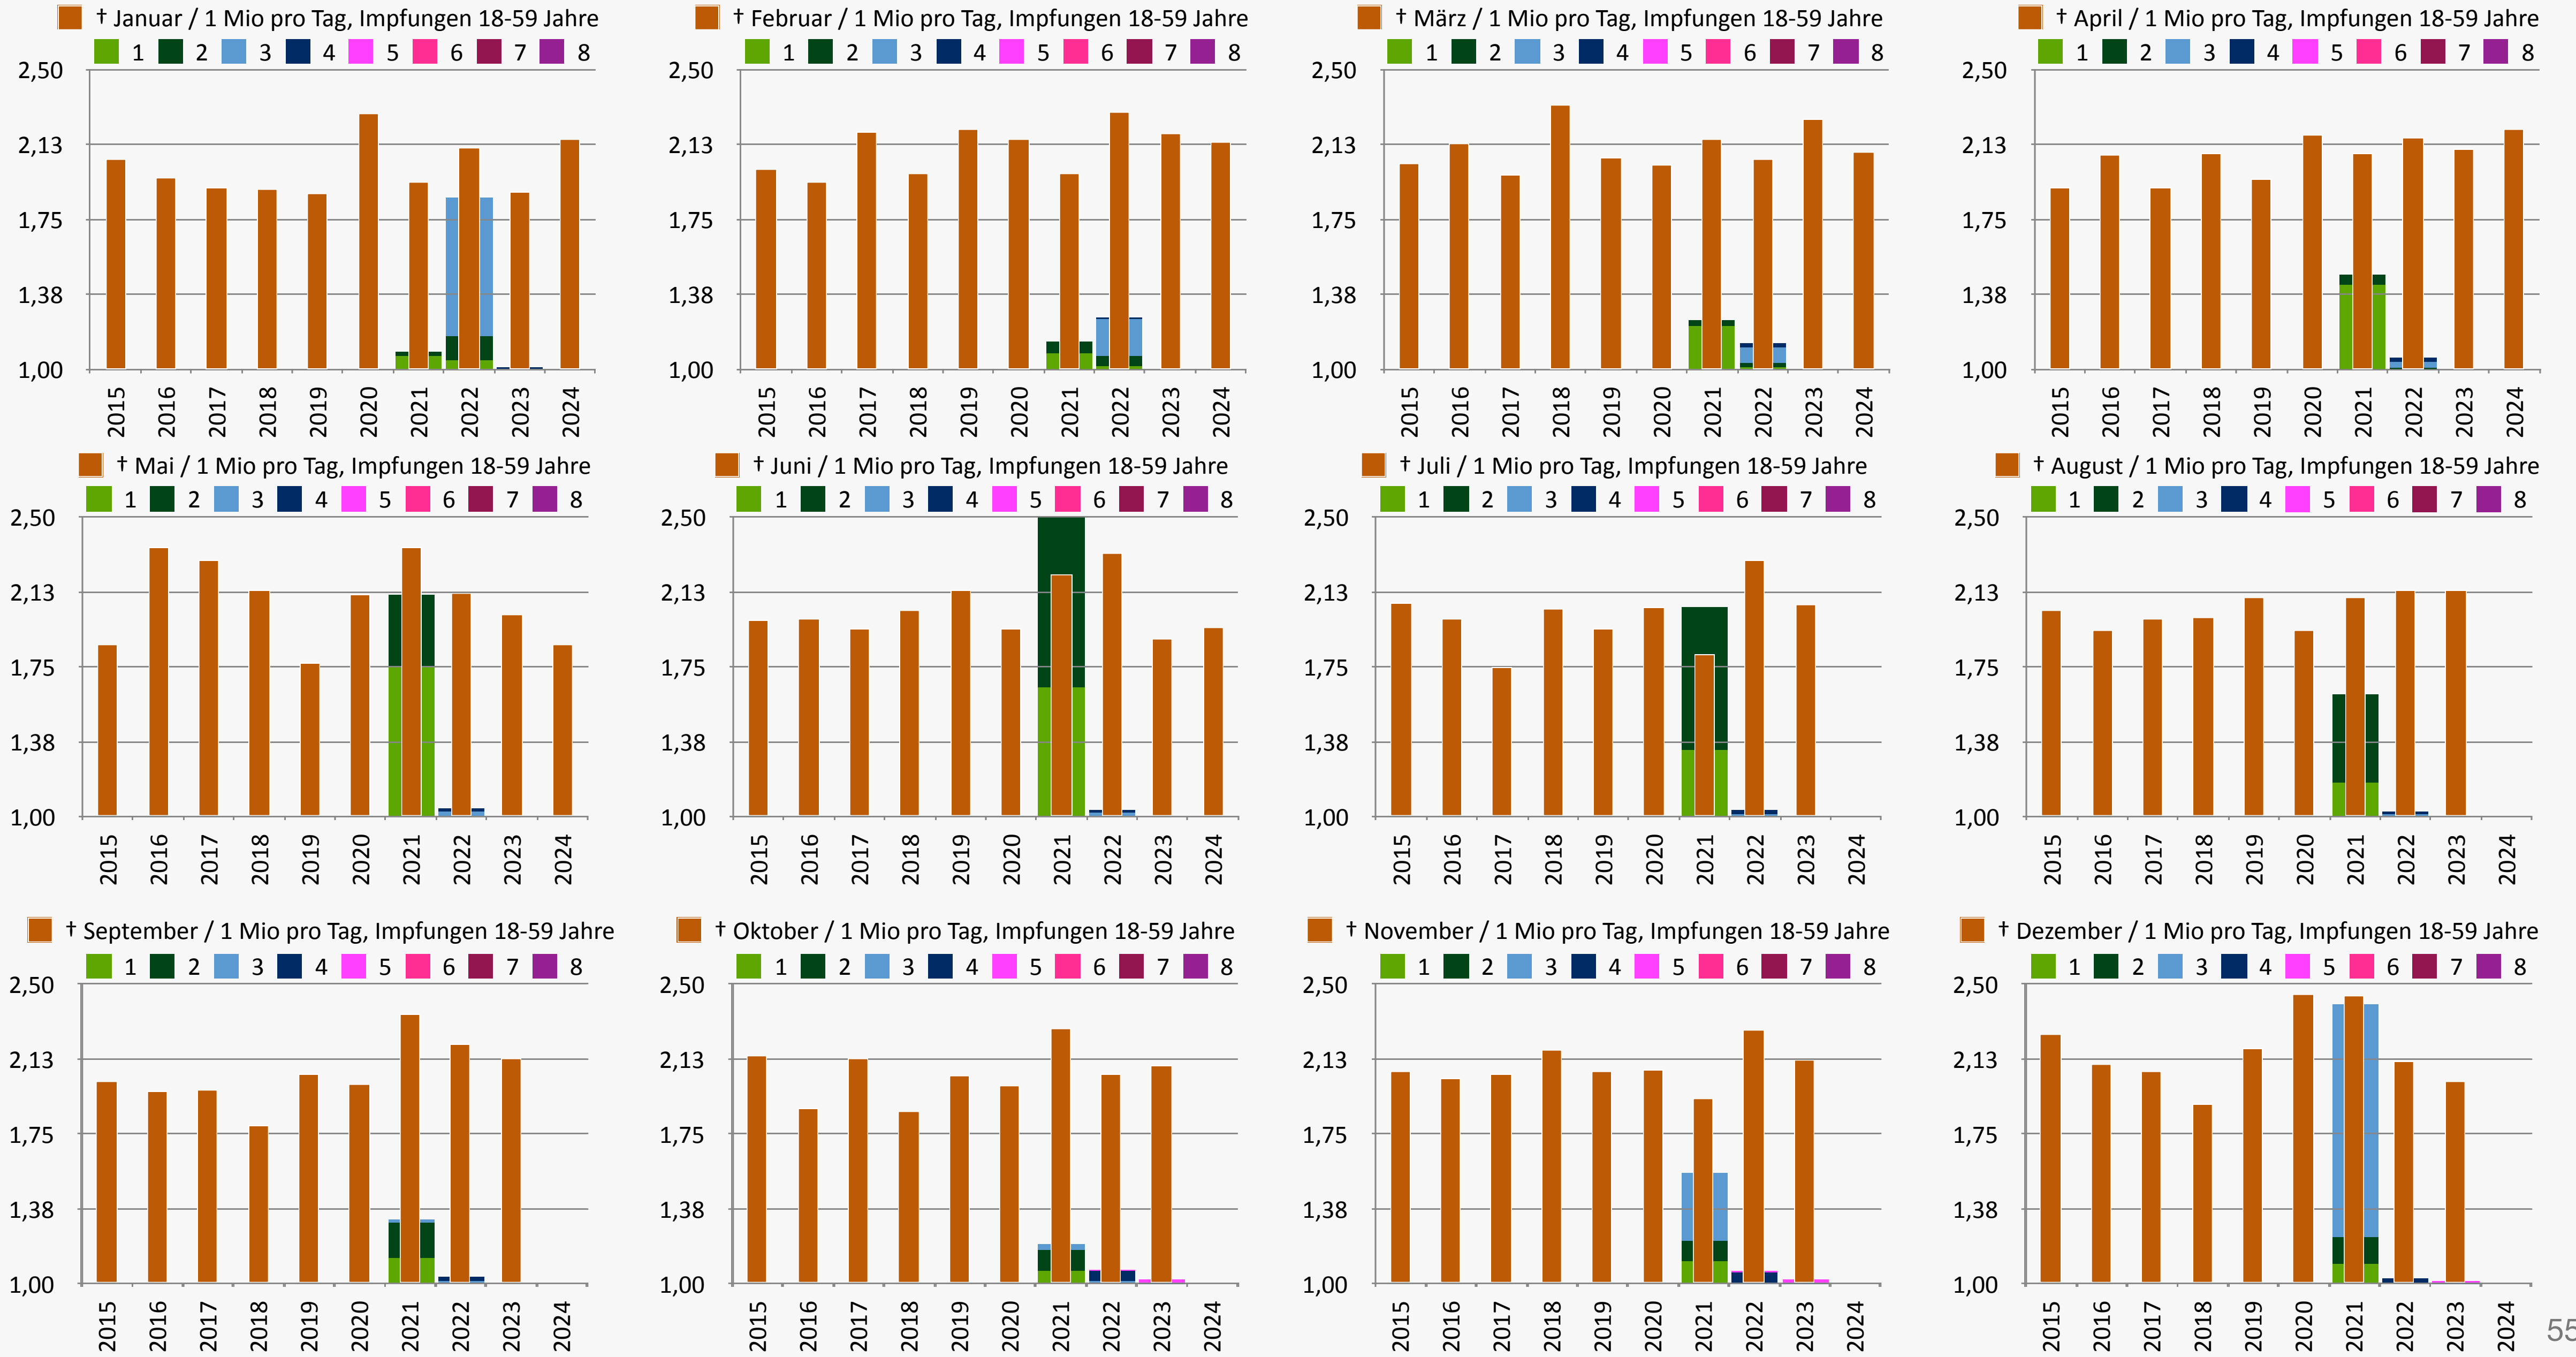 † Januar / 1 Mio pro Tag, Impfungen 18-59 Jahre
1 2 3 4 5 6 7 8
2,50
2,13
1,75
1,38
1,00
2015 2016 2017 2018 2019 2020 2021 2022 2023 2024
† Februar / 1 Mio pro Tag, Impfungen 18-59 Jahre
1 2 3 4 5 6 7 8
2,50
2,13
1,75
1,38
1,00
2015 2016 2017 2018 2019 2020 2021 2022 2023 2024
† März / 1 Mio pro Tag, Impfungen 18-59 Jahre
1 2 3 4 5 6 7 8
2,50
2,13
1,75
1,38
1,00
2015 2016 2017 2018 2019 2020 2021 2022 2023 2024
† April / 1 Mio pro Tag, Impfungen 18-59 Jahre
1 2 3 4 5 6 7 8
2,50
2,13
1,75
1,38
1,00
2015 2016 2017 2018 2019 2020 2021 2022 2023 2024
† Mai / 1 Mio pro Tag, Impfungen 18-59 Jahre
1 2 3 4 5 6 7 8
2,50
2,13
1,75
1,38
1,00
2015 2016 2017 2018 2019 2020 2021 2022 2023 2024
† Juni / 1 Mio pro Tag, Impfungen 18-59 Jahre
1 2 3 4 5 6 7 8
2,50
2,13
1,75
1,38
1,00
2015 2016 2017 2018 2019 2020 2021 2022 2023 2024
† Juli / 1 Mio pro Tag, Impfungen 18-59 Jahre
1 2 3 4 5 6 7 8
2,50
2,13
1,75
1,38
1,00
2015 2016 2017 2018 2019 2020 2021 2022 2023 2024
† August / 1 Mio pro Tag, Impfungen 18-59 Jahre
1 2 3 4 5 6 7 8
2,50
2,13
1,75
1,38
1,00
2015 2016 2017 2018 2019 2020 2021 2022 2023 2024
† September / 1 Mio pro Tag, Impfungen 18-59 Jahre
1 2 3 4 5 6 7 8
2,50
2,13
1,75
1,38
1,00
2015 2016 2017 2018 2019 2020 2021 2022 2023 2024
† Oktober / 1 Mio pro Tag, Impfungen 18-59 Jahre
1 2 3 4 5 6 7 8
2,50
2,13
1,75
1,38
1,00
2015 2016 2017 2018 2019 2020 2021 2022 2023 2024
† November / 1 Mio pro Tag, Impfungen 18-59 Jahre
1 2 3 4 5 6 7 8
2,50
2,13
1,75
1,38
1,00
2015 2016 2017 2018 2019 2020 2021 2022 2023 2024
† Dezember / 1 Mio pro Tag, Impfungen 18-59 Jahre
1 2 3 4 5 6 7 8
2,50
2,13
1,75
1,38
1,00
2015 2016 2017 2018 2019 2020 2021 2022 2023 2024
55